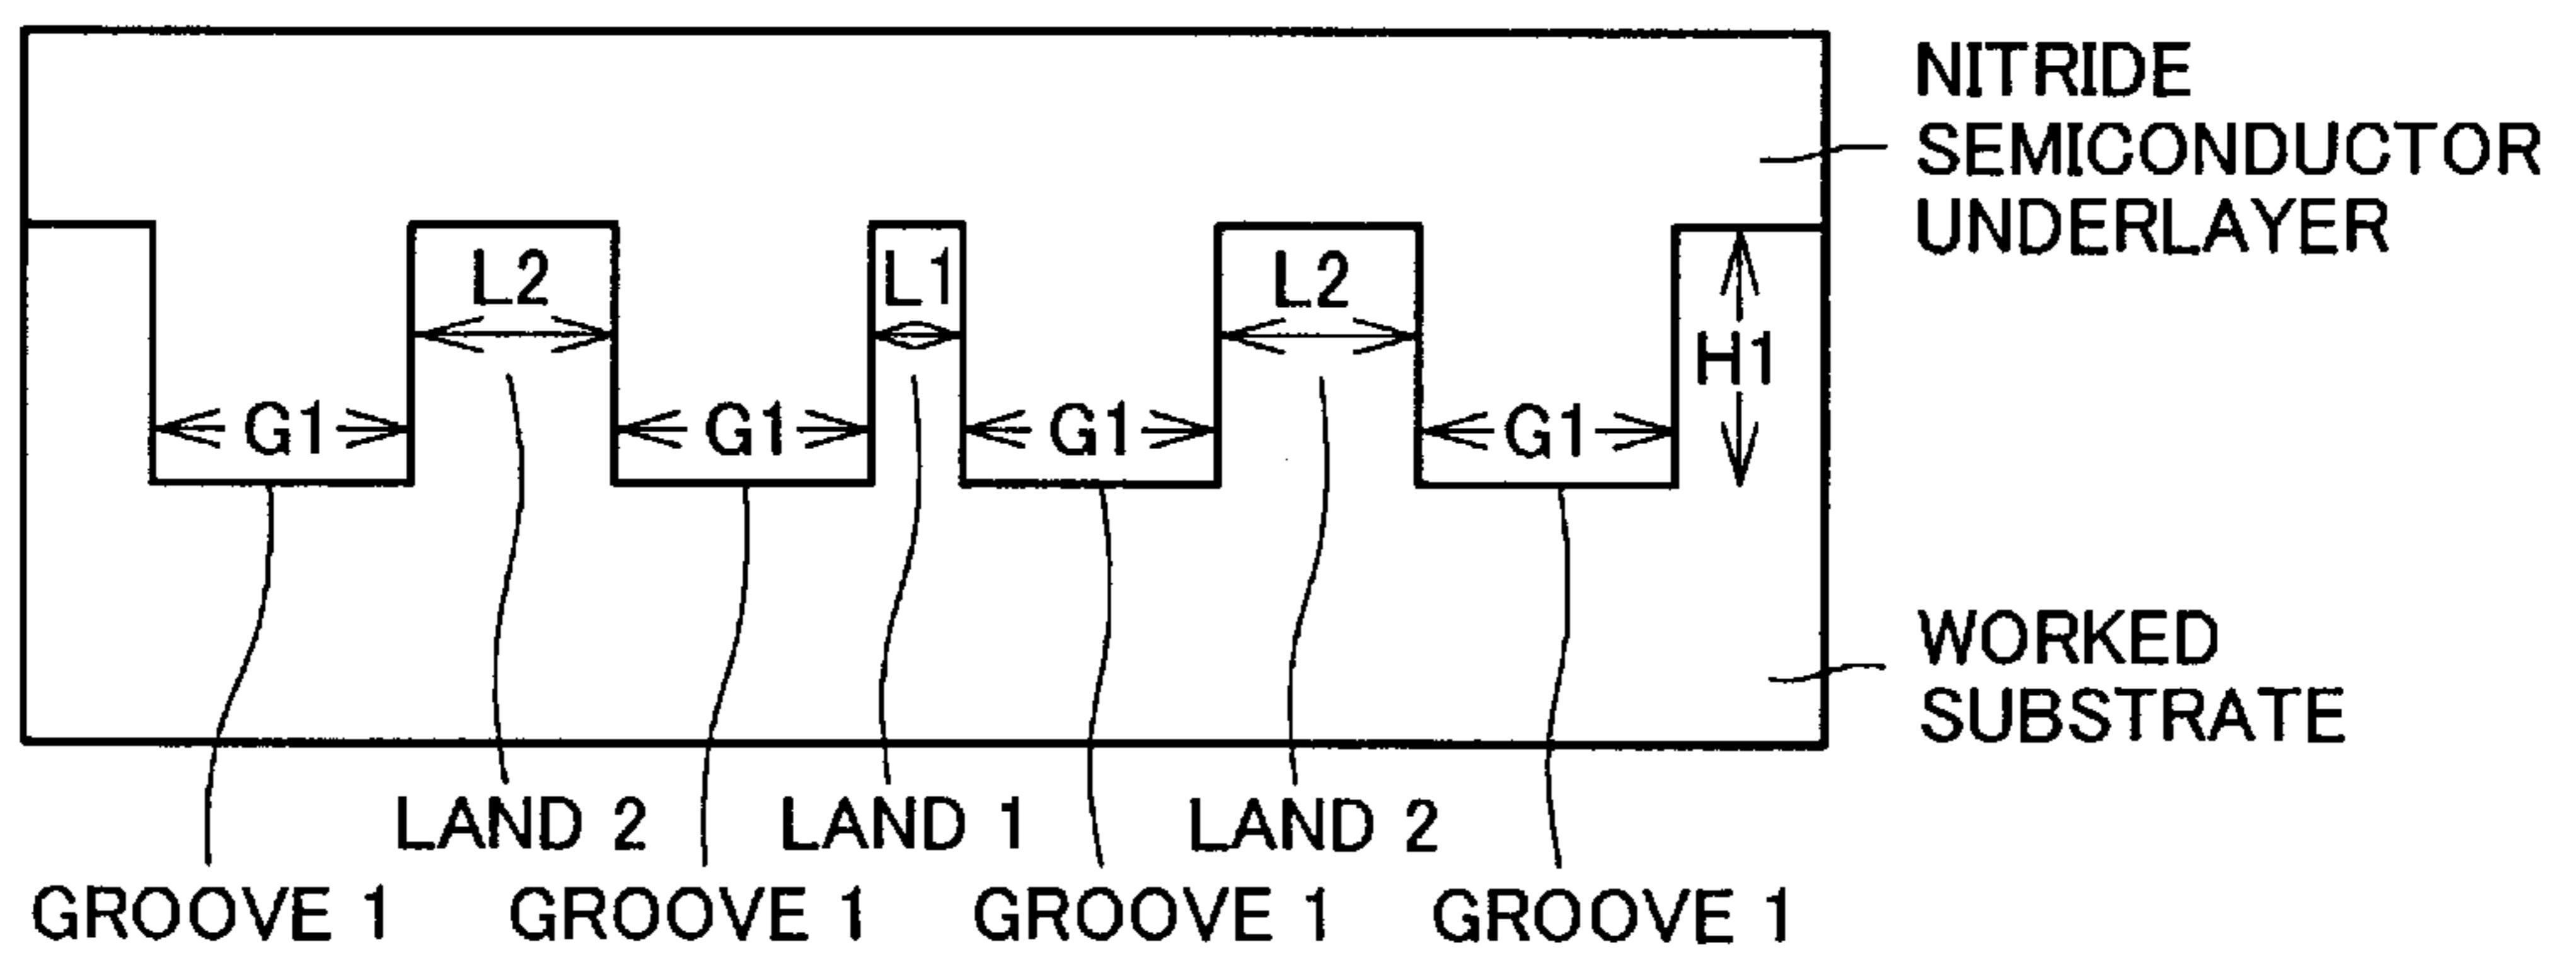 NITRIDE
SEMICONDUCTOR
UNDERLAYER
L2
L1
L2
H1
G1
G1
G1
G1
WORKED
SUBSTRATE
LAND 2
LAND 1
LAND 2
GROOVE 1
GROOVE 1
GROOVE 1
GROOVE 1